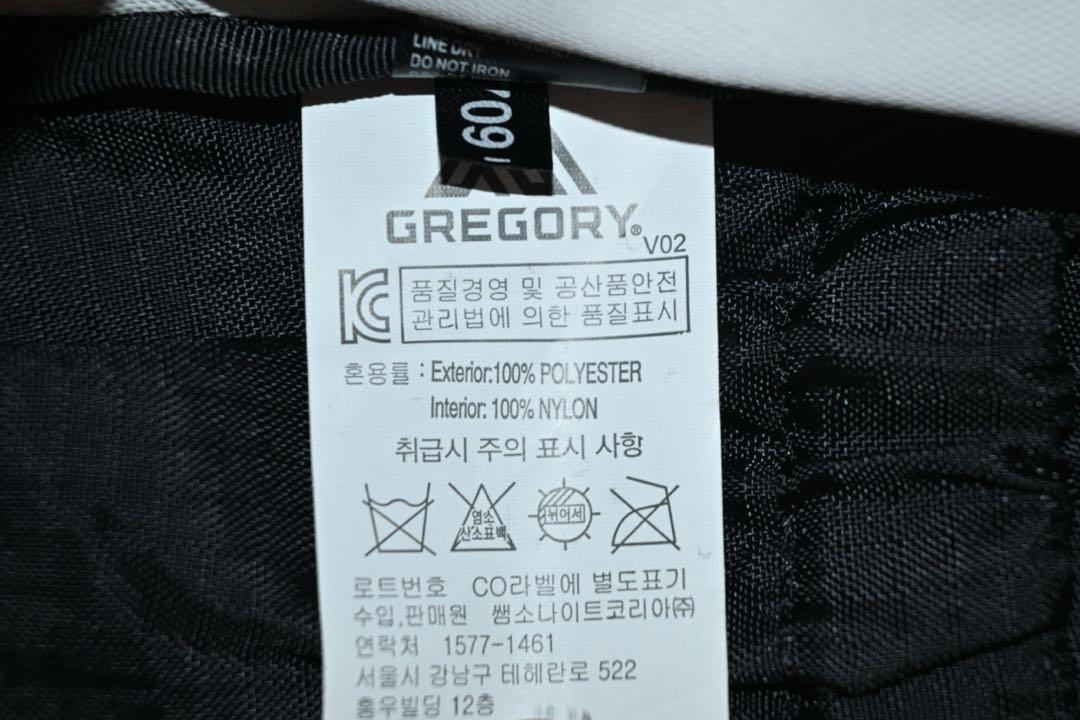 LINE DRY
DO NOT IRON
GREGORY®
V02
품질경영 및 공산품안전
관리법에 의한 품질표시
혼용률 : Exterior:100% POLYESTER
Interior: 100% NYLON
취급시 주의 표시 사항
염소
산소표백
뉘어서
로트번호 CO라벨에 별도표기
수입,판매원 쌤소나이트코리아㈜
연락처 1577-1461
서울시 강남구 테헤란로 522
홍우빌딩 12층